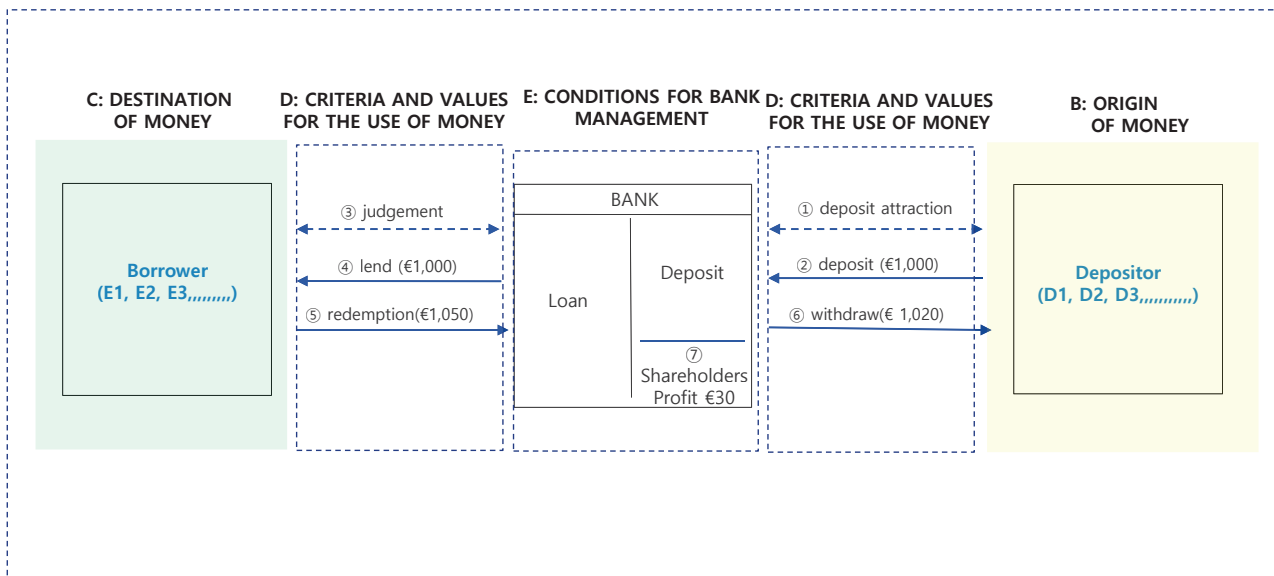 C: DESTINATION
OF MONEY
D: CRITERIA AND VALUES
FOR THE USE OF MONEY
E: CONDITIONS FOR BANK
MANAGEMENT
D: CRITERIA AND VALUES
FOR THE USE OF MONEY
B: ORIGIN
OF MONEY
Borrower
(E1, E2, E3,,,,,,,,,)
③ judgement
④ lend (€1,000)
⑤ redemption(€1,050)
BANK
Loan
Deposit
⑦
Shareholders
Profit €30
① deposit attraction
② deposit (€1,000)
⑥ withdraw(€ 1,020)
Depositor
(D1, D2, D3,,,,,,,,,,,)